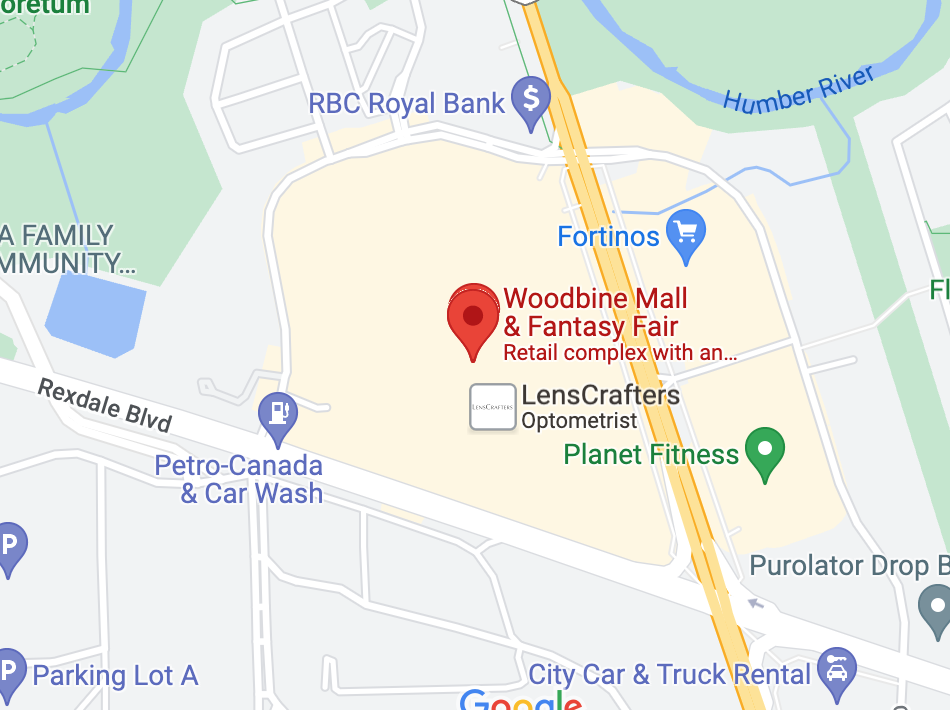 oretum
RBC Royal Bank
$
Humber River
A FAMILY
MMUNITY...
Fortinos
Woodbine Mall
& Fantasy Fair
Retail complex with an...
Fl
Rexdale Blvd
LENSCRAFTERS
LensCrafters
Optometrist
Planet Fitness
Petro-Canada
& Car Wash
P
Purolator Drop B
P
Parking Lot A
City Car & Truck Rental
Google